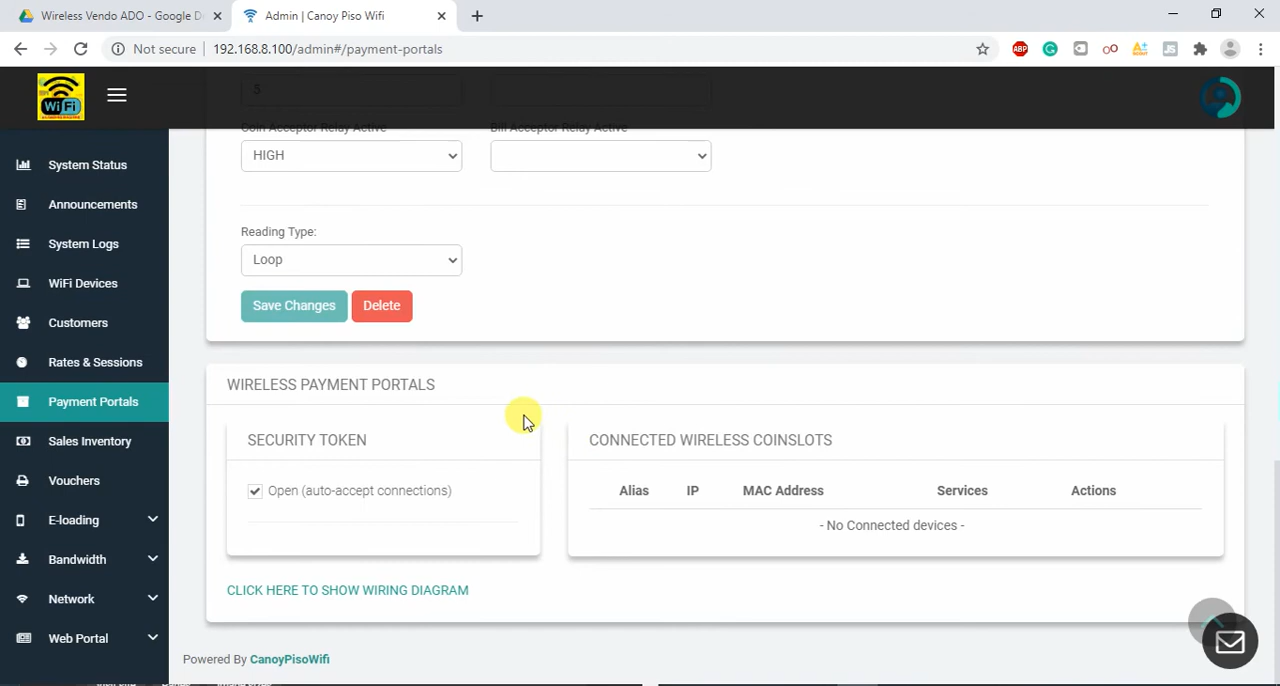 Wireless Vendo ADO - Google D
Admin | Canoy Piso Wifi
Not secure
192.168.8.100/admin#/payment-portals
WiFi
5
Coin Acceptor Relay Active
Bill Acceptor Relay Active
HIGH
System Status
Announcements
System Logs
WiFi Devices
Customers
Rates & Sessions
Payment Portals
Sales Inventory
Vouchers
E-loading
Bandwidth
Network
Web Portal
Reading Type:
Loop
Save Changes
Delete
WIRELESS PAYMENT PORTALS
SECURITY TOKEN
Open (auto-accept connections)
CONNECTED WIRELESS COINSLOTS
Alias IP MAC Address Services Actions
- No Connected devices -
CLICK HERE TO SHOW WIRING DIAGRAM
Powered By CanoyPisoWifi